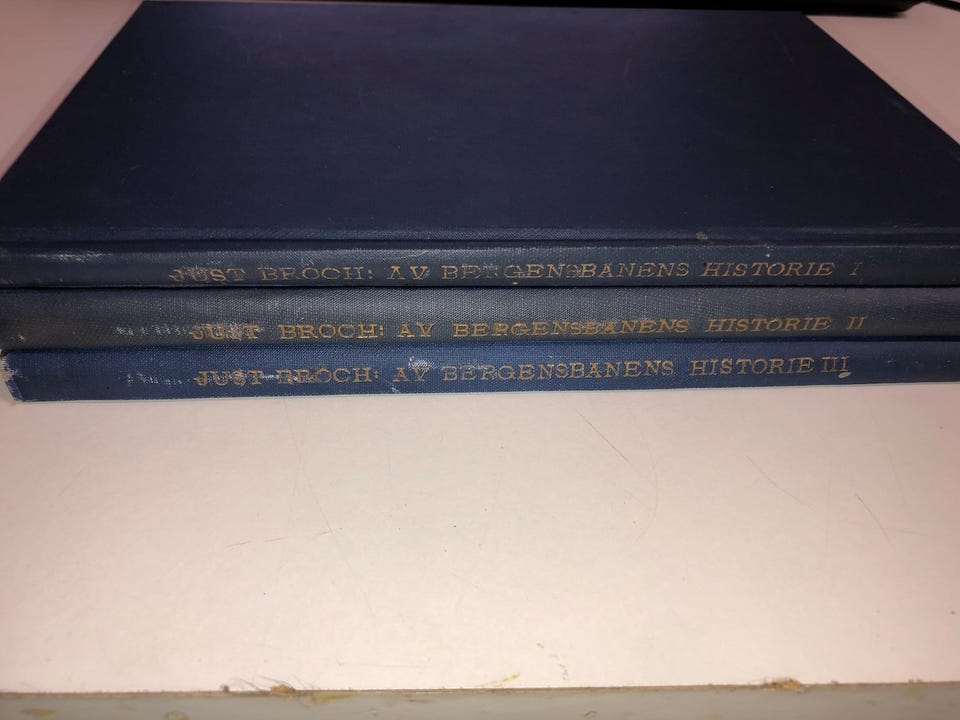 JUST BROCH: AV BERGENSBANENS HISTORIE I
JUST BROCH: AV BERGENSBANENS HISTORIE II
JUST BROCH: AV BERGENSBANENS HISTORIE III